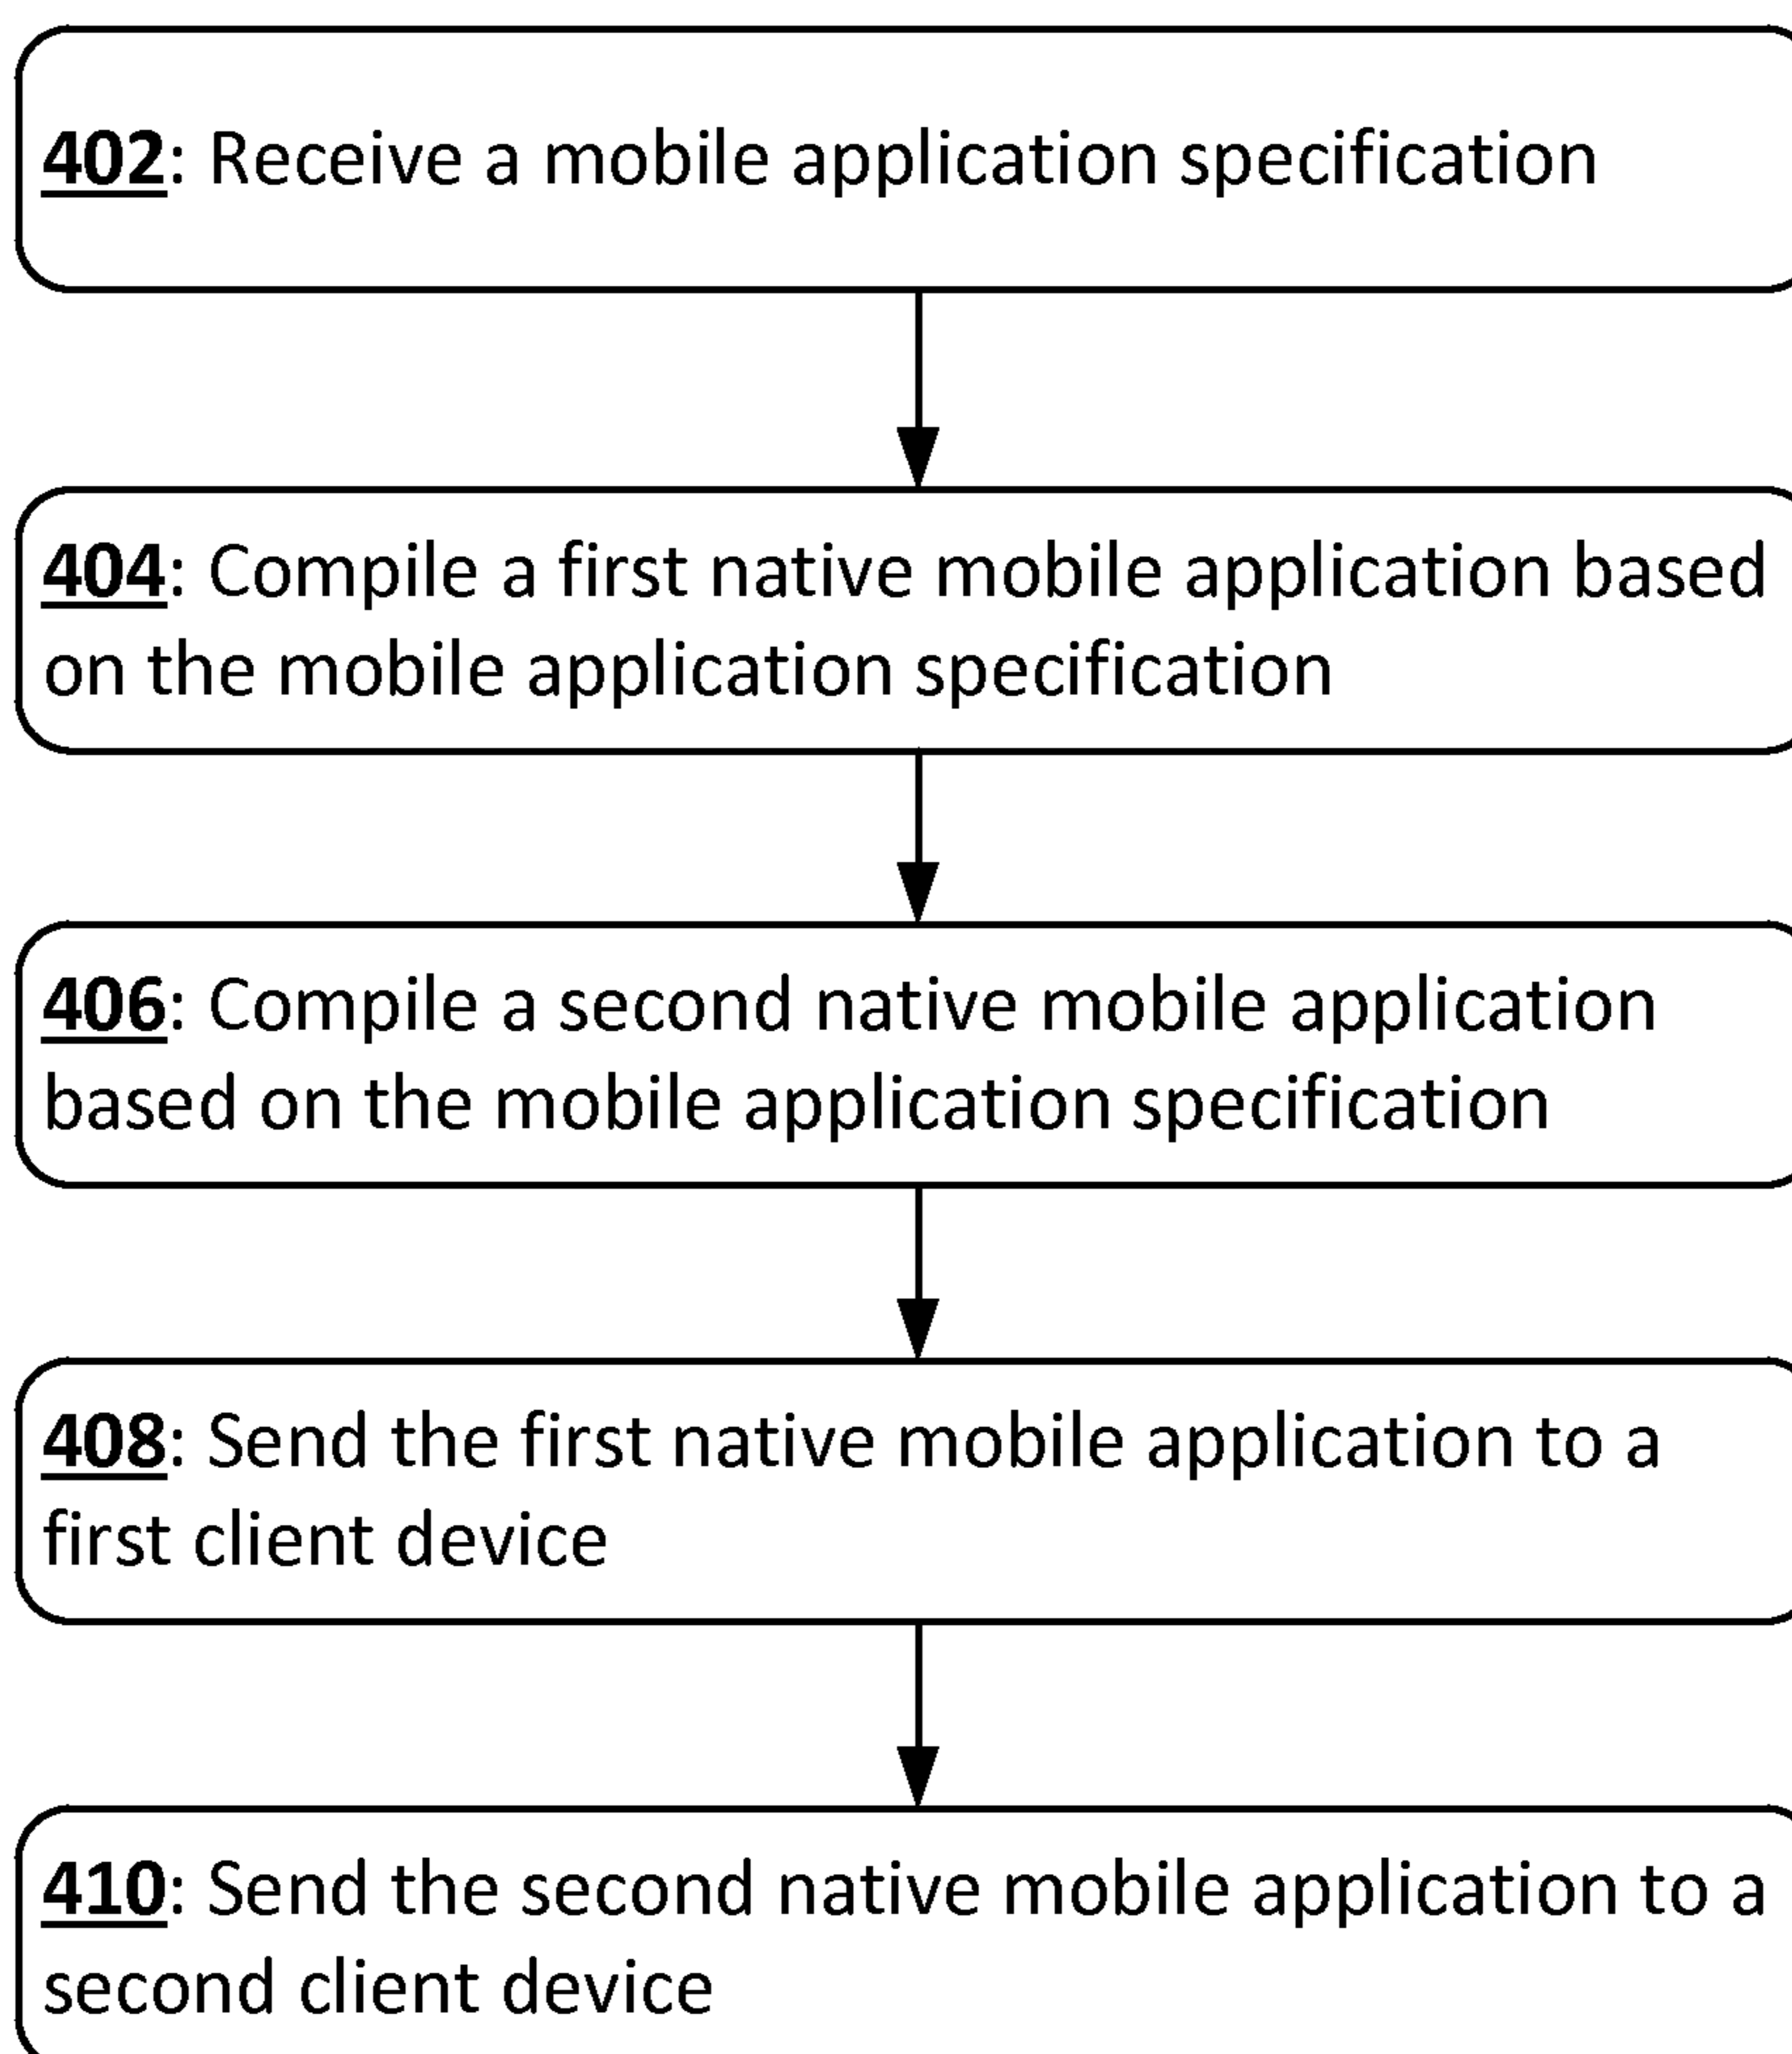 402: Receive a mobile application specification
404: Compile a first native mobile application based
on the mobile application specification
406: Compile a second native mobile application
based on the mobile application specification
408: Send the first native mobile application to a
first client device
410: Send the second native mobile application to a
second client device